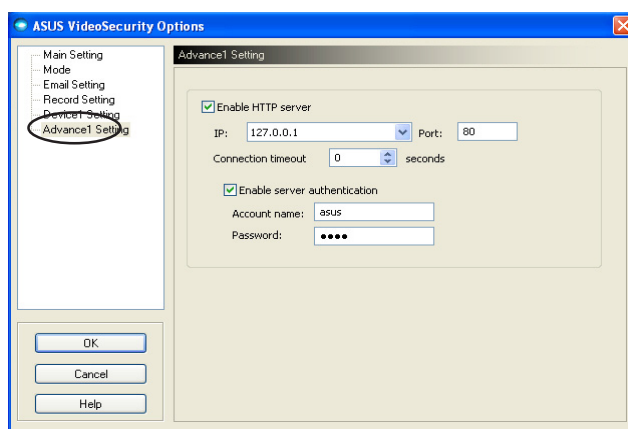 ASUS VideoSecurity Options
Main Setting
Mode
Email Setting
Record Setting
Device1 Setting
Advance1 Setting
OK
Cancel
Help
Advance1 Setting
Enable HTTP server
IP: 127.0.0.1 Port: 80
Connection timeout 0 seconds
Enable server authentication
Account name: asus
Password: ●●●●